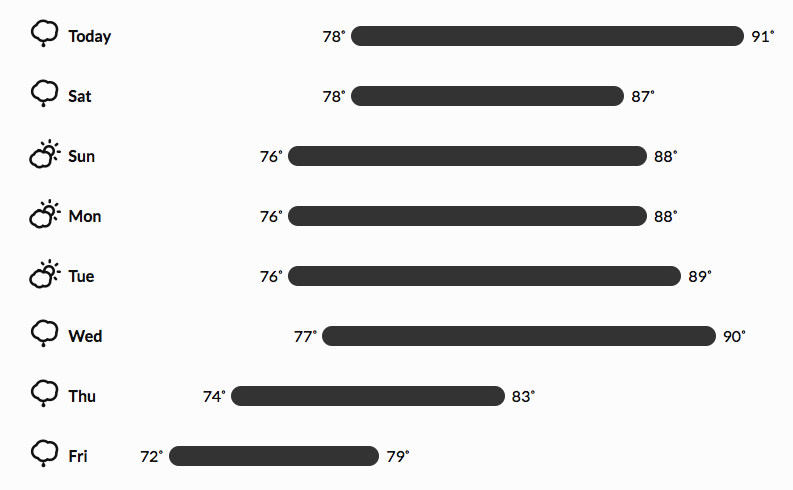 Today 78° 91°
Sat 78° 87°
Sun 76° 88°
Mon 76° 88°
Tue 76° 89°
Wed 77° 90°
Thu 74° 83°
Fri 72° 79°